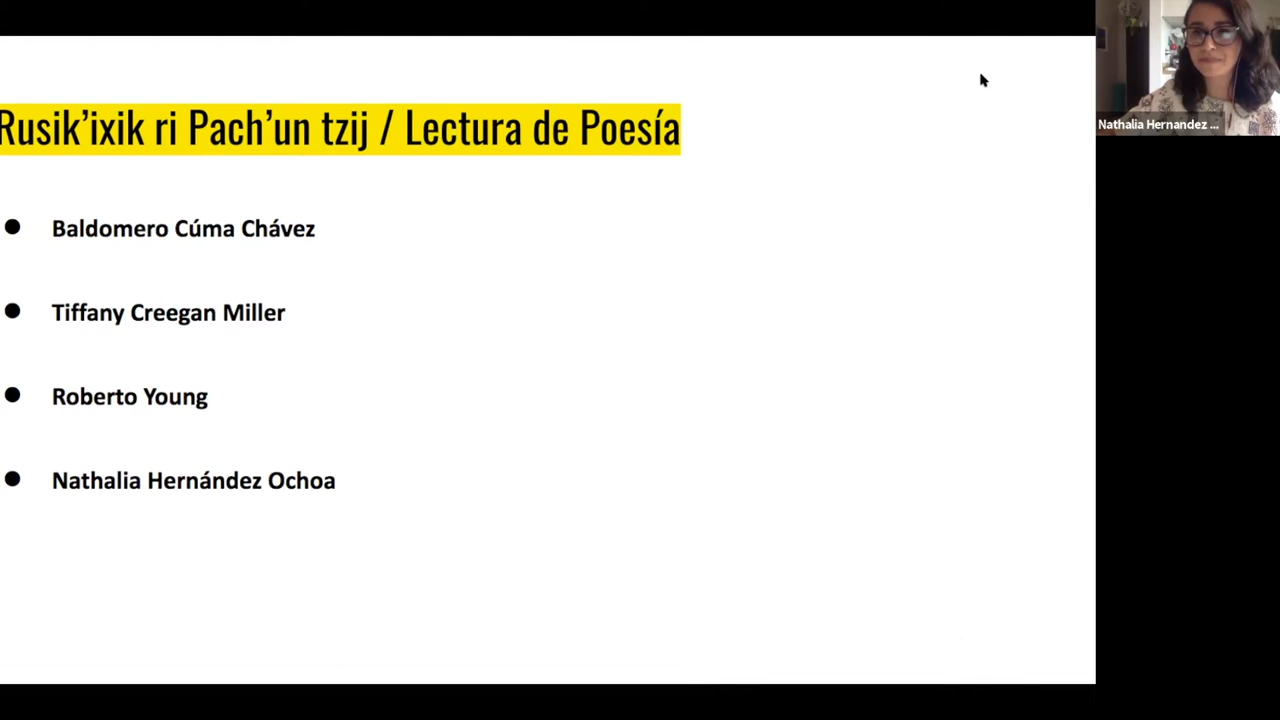 Rusik’ixik ri Pach’un tzij / Lectura de Poesía
Nathalia Hernandez ...
● Baldomero Cúma Chávez
● Tiffany Creegan Miller
● Roberto Young
● Nathalia Hernández Ochoa